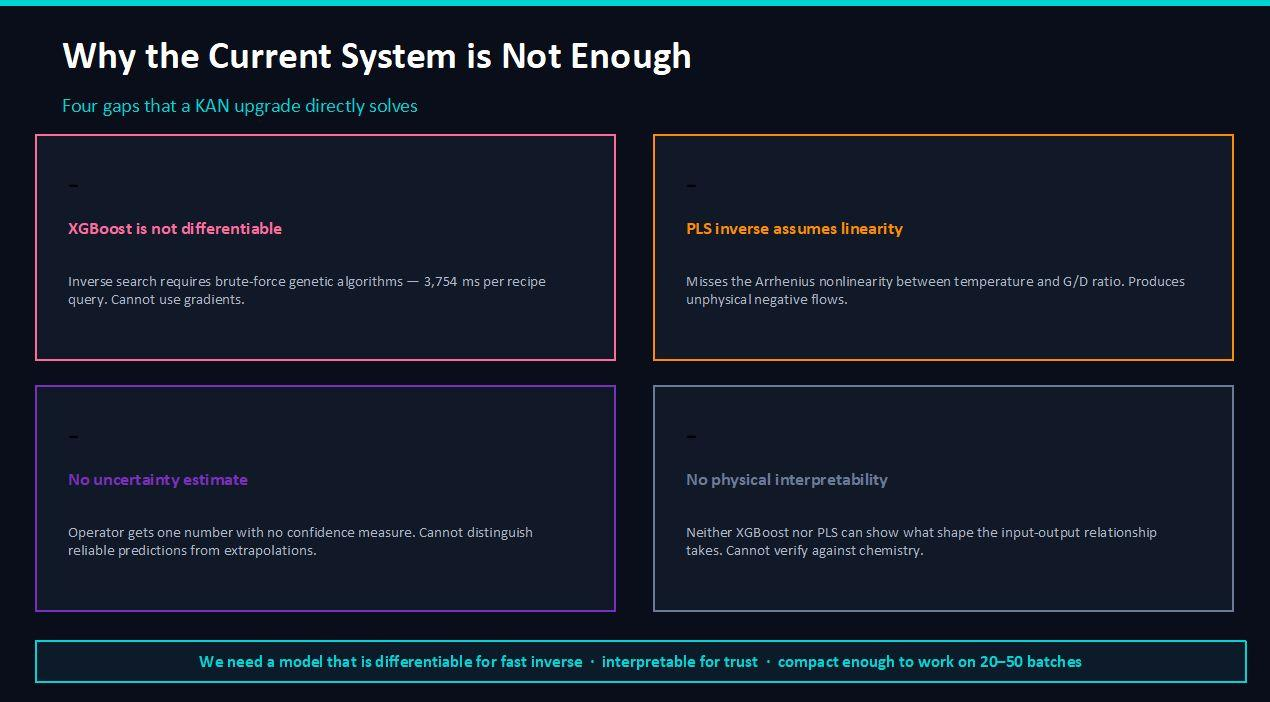 Why the Current System is Not Enough
Four gaps that a KAN upgrade directly solves
–
XGBoost is not differentiable
Inverse search requires brute-force genetic algorithms — 3,754 ms per recipe
query. Cannot use gradients.
–
PLS inverse assumes linearity
Misses the Arrhenius nonlinearity between temperature and G/D ratio. Produces
unphysical negative flows.
–
No uncertainty estimate
Operator gets one number with no confidence measure. Cannot distinguish
reliable predictions from extrapolations.
–
No physical interpretability
Neither XGBoost nor PLS can show what shape the input-output relationship
takes. Cannot verify against chemistry.
We need a model that is differentiable for fast inverse · interpretable for trust · compact enough to work on 20–50 batches